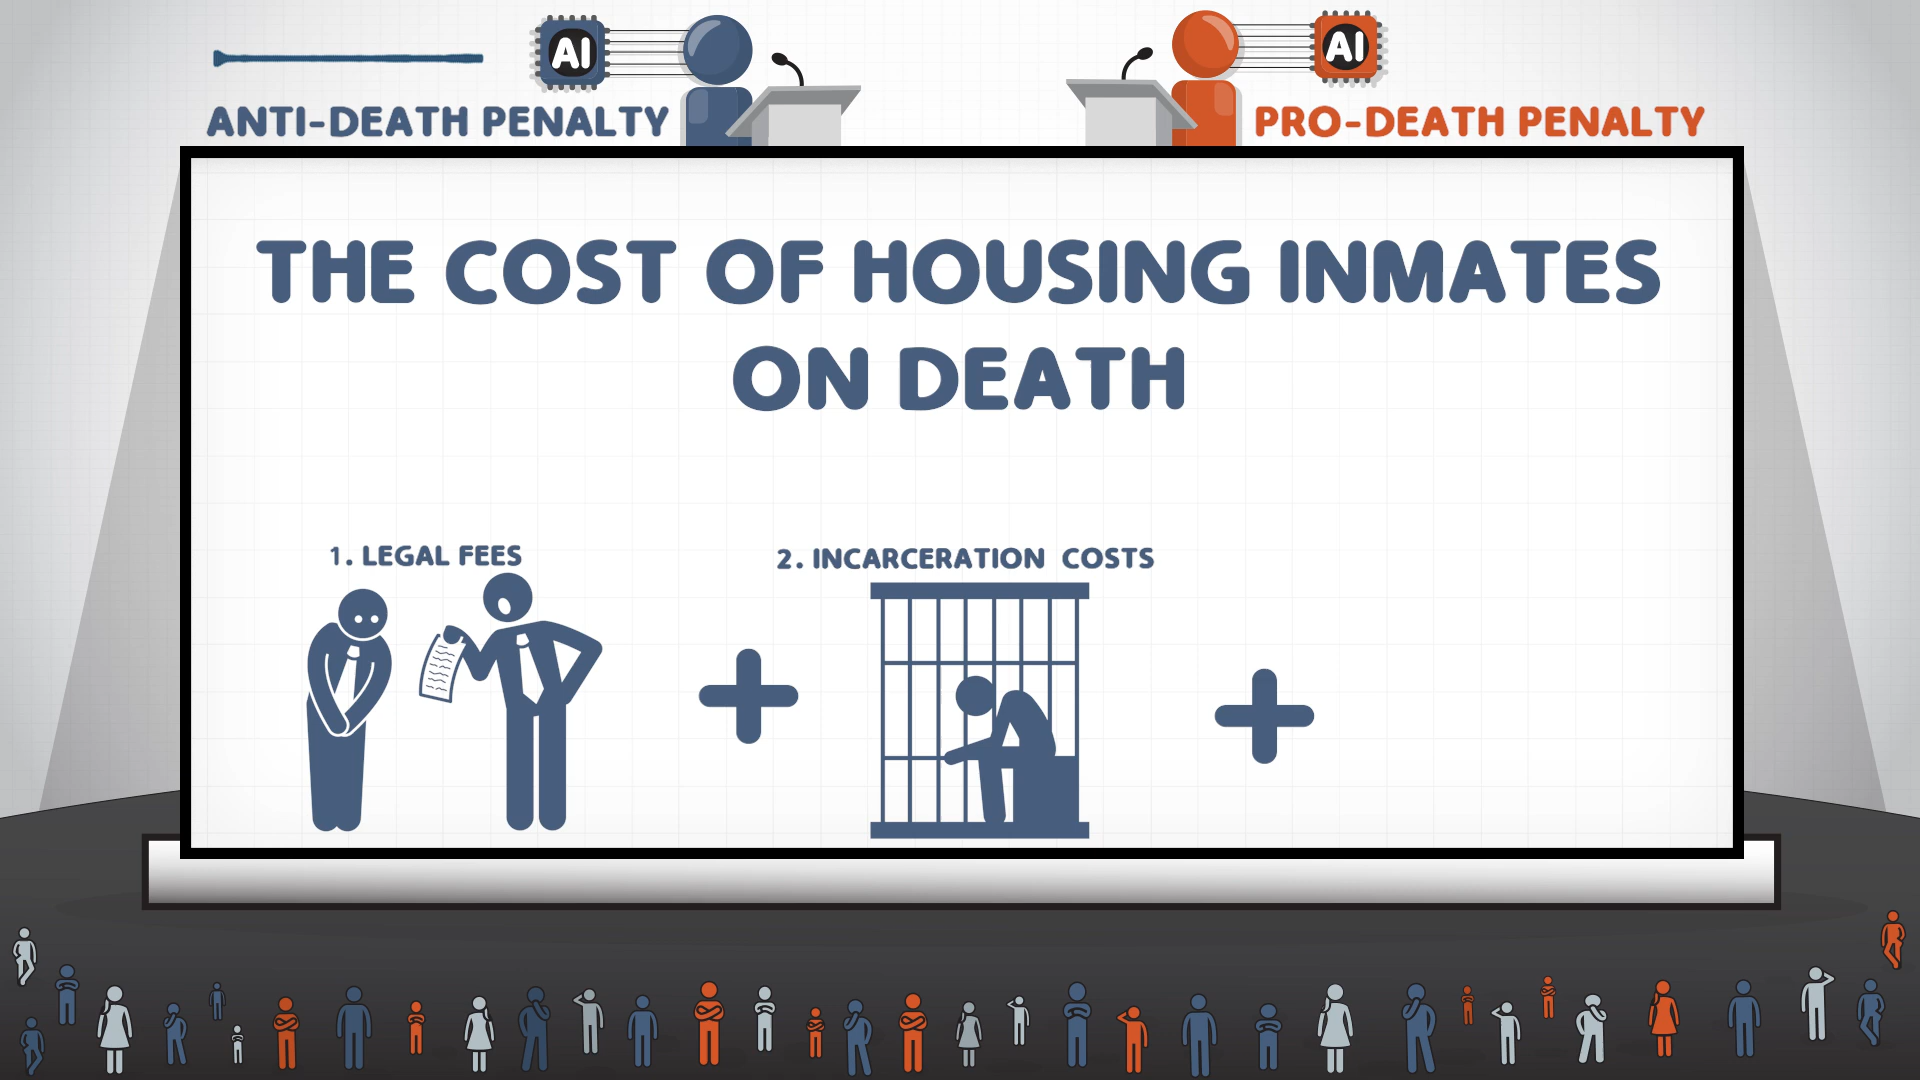 AI
AI
ANTI-DEATH PENALTY
PRO-DEATH PENALTY
THE COST OF HOUSING INMATES
ON DEATH
1. LEGAL FEES
2. INCARCERATION COSTS